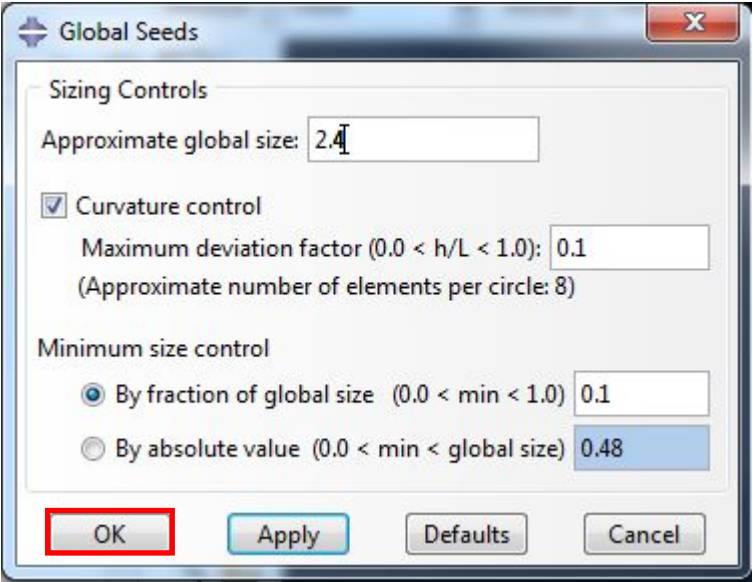 Global Seeds
Sizing Controls
Approximate global size: 2.4
Curvature control
Maximum deviation factor (0.0 < h/L < 1.0): 0.1
(Approximate number of elements per circle: 8)
Minimum size control
By fraction of global size (0.0 < min < 1.0) 0.1
By absolute value (0.0 < min < global size) 0.48
OK Apply Defaults Cancel